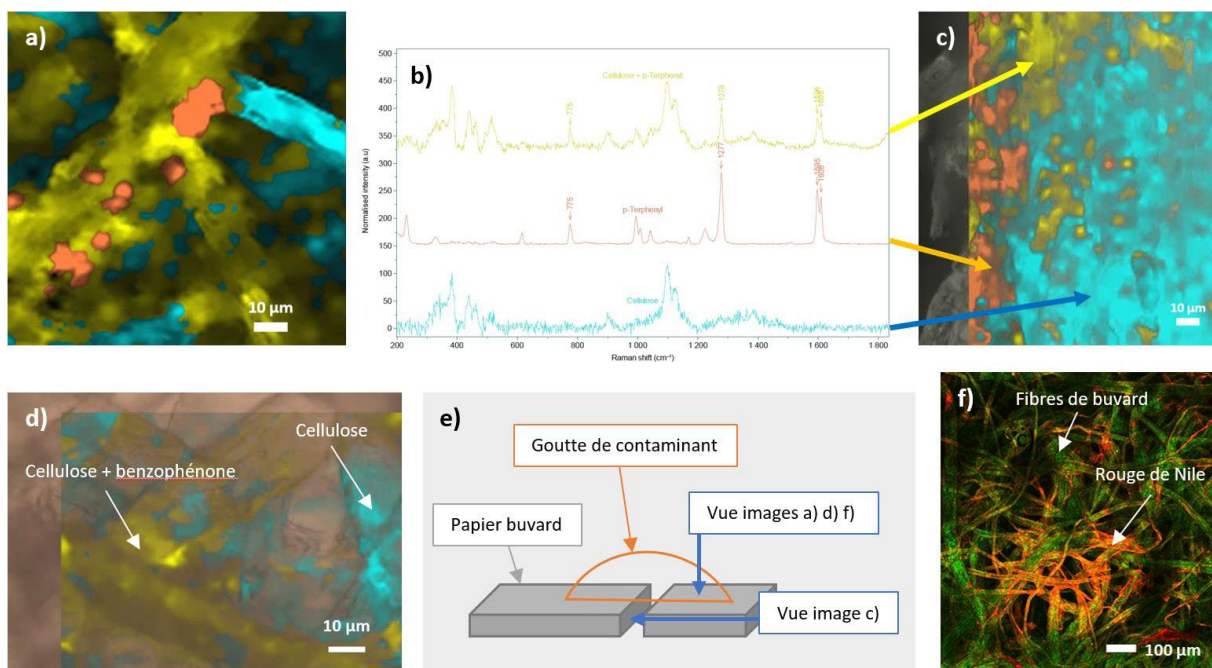 a)
10 µm
b)
500
450
400
350
300
250
200
150
100
50
0
Normalised intensity (a.u)
Cellulose + p-Terphenyl
775
1278
1605
p-Terphenyl
775
1277
1595
1606
Cellulose
200
400
600
800
1 000
1 200
1 400
1 600
1 800
Raman shift (cm⁻¹)
c)
10 µm
d)
Cellulose
Cellulose + benzophénone
10 µm
e)
Goutte de contaminant
Papier buvard
Vue images a) d) f)
Vue image c)
f)
Fibres de buvard
Rouge de Nile
100 µm